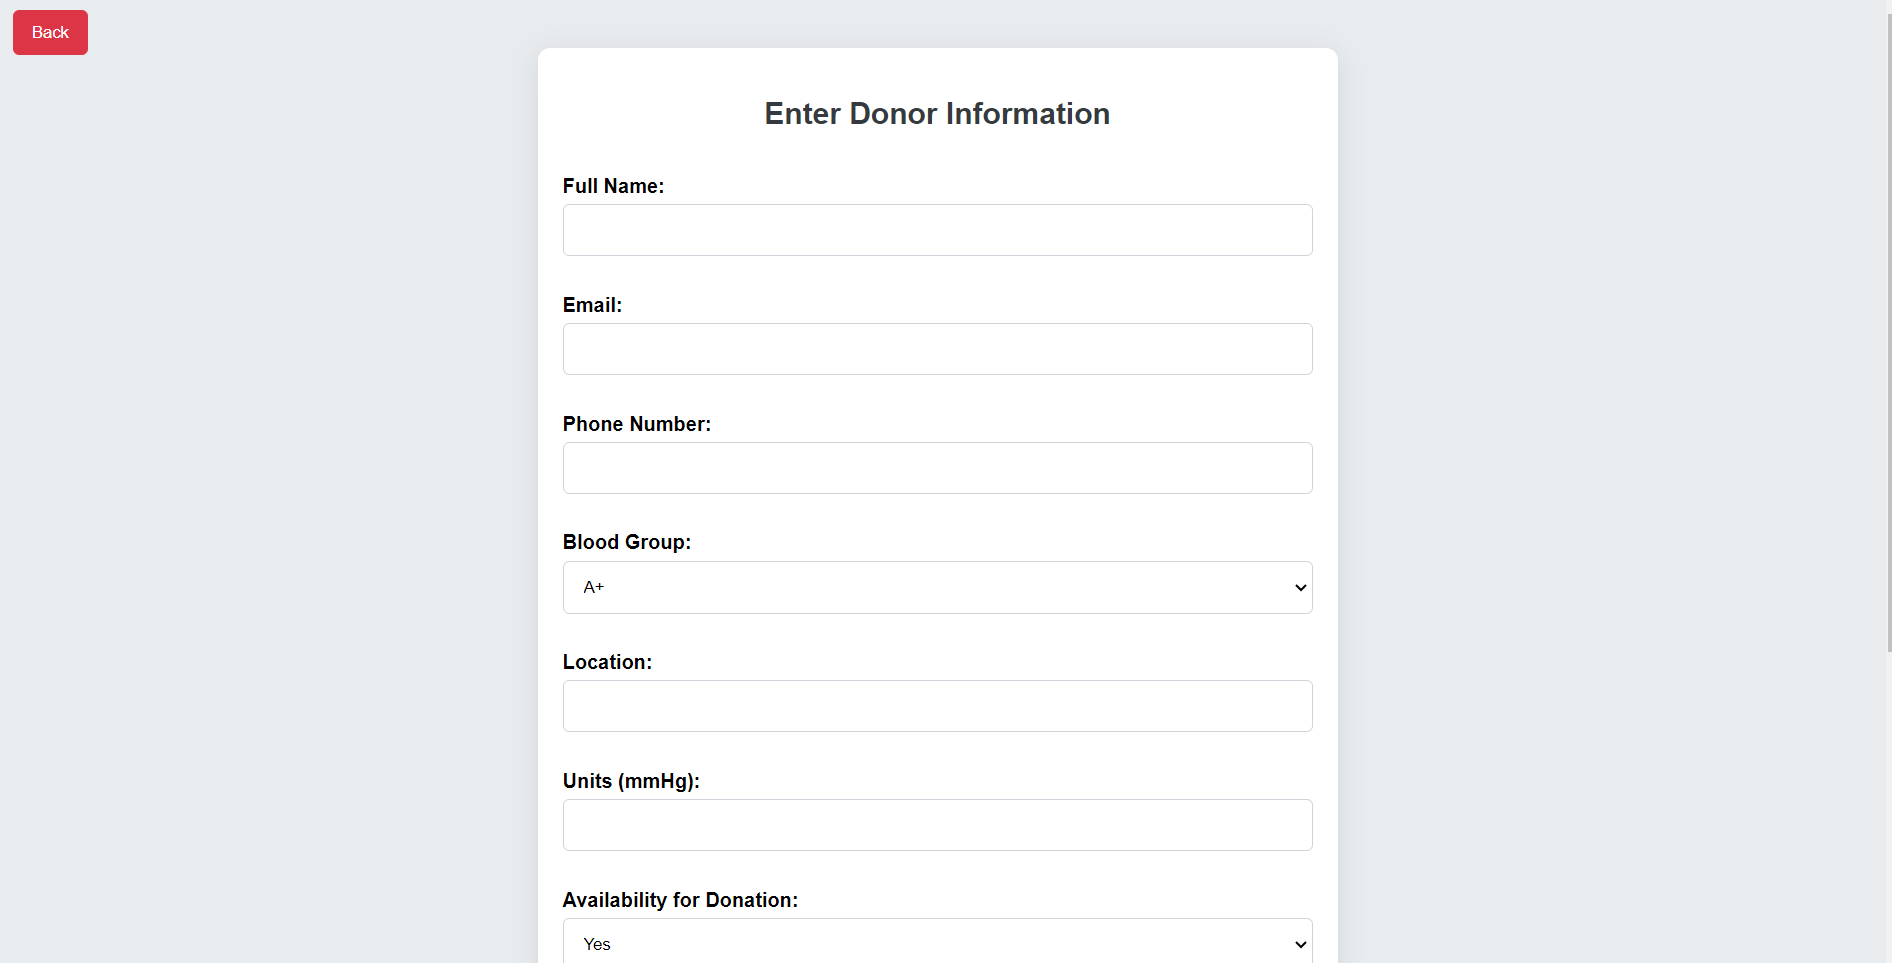 Back
Enter Donor Information
Full Name:
Email:
Phone Number:
Blood Group:
A+
Location:
Units (mmHg):
Availability for Donation:
Yes